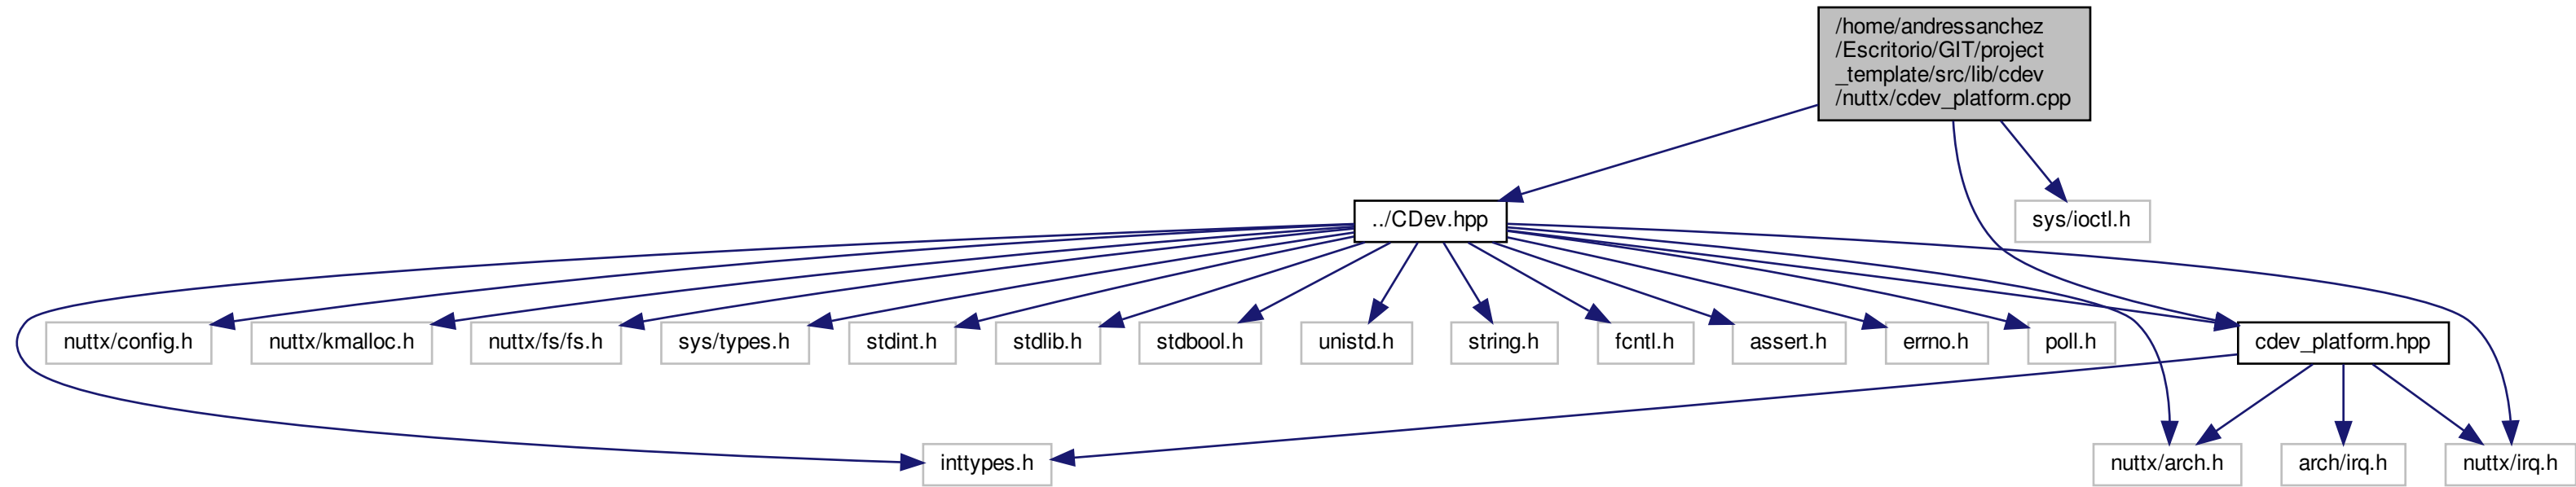 /home/andressanchez
/Escritorio/GIT/project
_template/src/lib/cdev
/nuttx/cdev_platform.cpp
../CDev.hpp
sys/ioctl.h
nuttx/config.h
nuttx/kmalloc.h
nuttx/fs/fs.h
sys/types.h
stdint.h
stdlib.h
stdbool.h
unistd.h
string.h
fcntl.h
assert.h
errno.h
poll.h
cdev_platform.hpp
inttypes.h
nuttx/arch.h
arch/irq.h
nuttx/irq.h